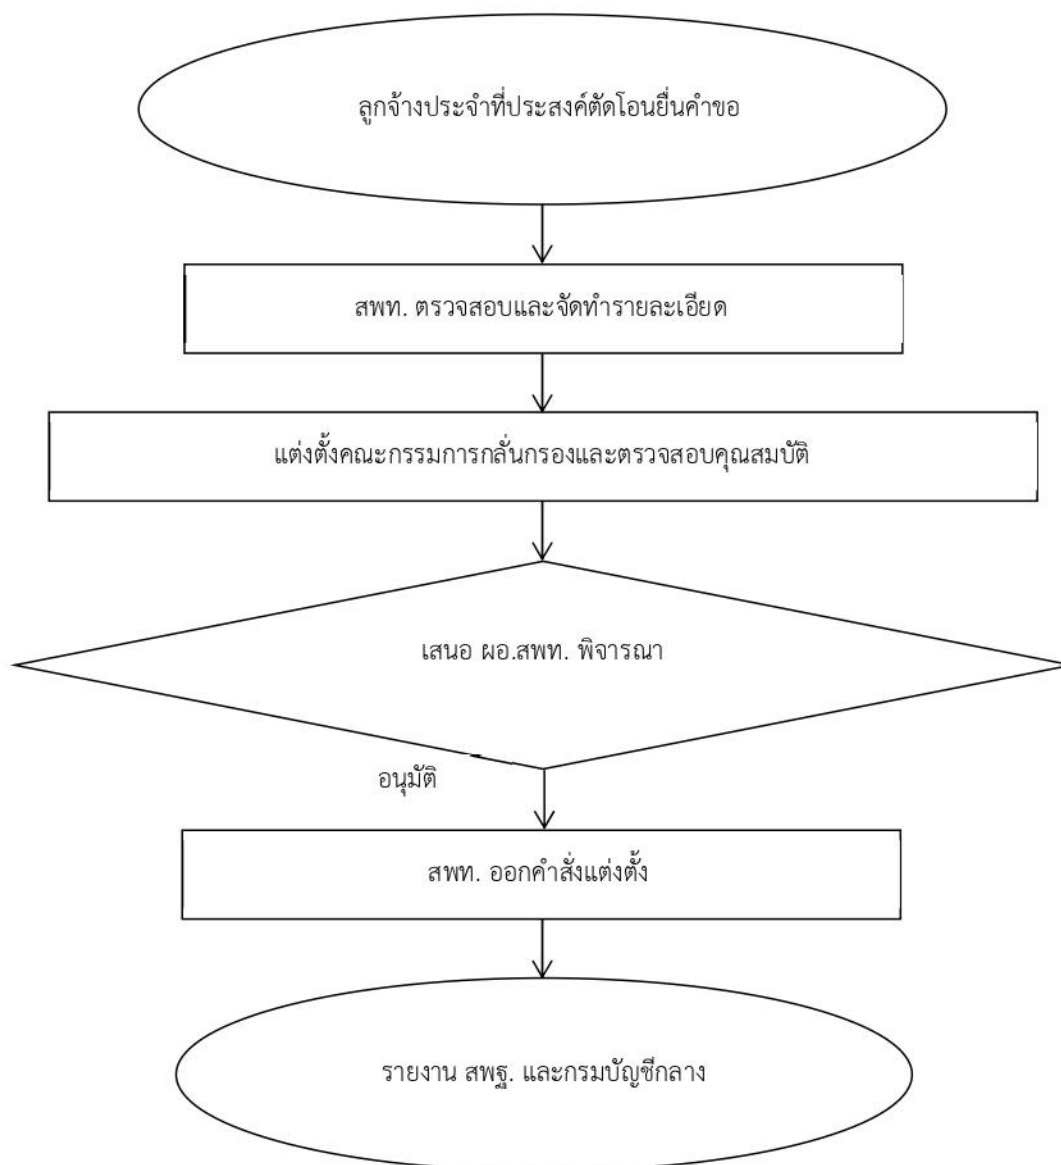 ลูกจ้างประจำที่ประสงค์ตัดโอนยื่นคำขอ
สพท. ตรวจสอบและจัดทำรายละเอียด
แต่งตั้งคณะกรรมการกลั่นกรองและตรวจสอบคุณสมบัติ
เสนอ ผอ.สพท. พิจารณา
อนุมัติ
สพท. ออกคำสั่งแต่งตั้ง
รายงาน สพฐ. และกรมบัญชีกลาง